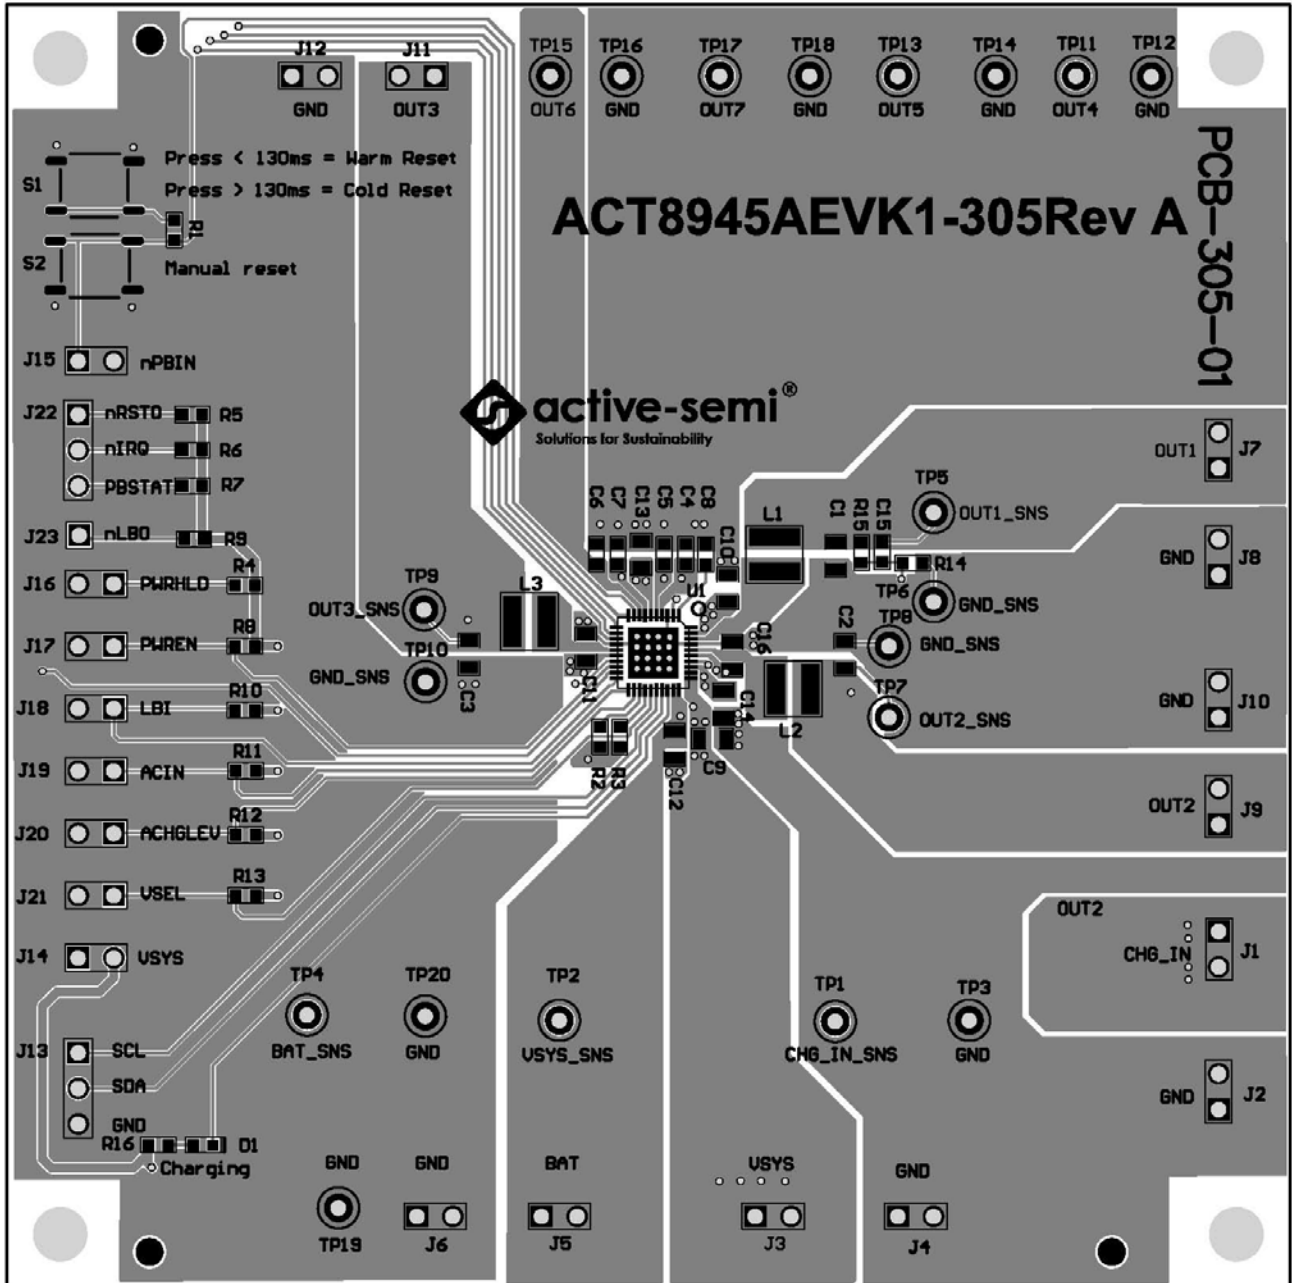 J12
J11
TP15
TP16
TP17
TP18
TP13
TP14
TP11
TP12
GND
OUT3
OUT6
GND
OUT7
GND
OUT5
GND
OUT4
GND
S1
Press < 130ms = Warm Reset
Press > 130ms = Cold Reset
R1
S2
Manual reset
ACT8945AEVK1-305Rev A
PCB-305-01
J15
nPBIN
J22
nRSTO
R5
nIRQ
R6
PBSTAT
R7
J23
nLBO
R9
active-semi®
Solutions for Sustainability
OUT1
J7
TP5
OUT1_SNS
C6
C7
C13
C5
C4
C8
C10
L1
C1
R15
C15
R14
GND
J8
R4
J16
PWRHLD
TP9
OUT3_SNS
L3
U1
TP6
GND_SNS
TP8
C2
GND_SNS
R8
J17
PWREN
TP10
GND_SNS
C3
C11
C16
TP7
OUT2_SNS
L2
C14
GND
J10
R10
J18
LBI
R11
J19
ACIN
R2
R3
C12
C9
OUT2
J9
R12
J20
ACHGLEV
R13
J21
VSEL
OUT2
J14
VSYS
CHG_IN
J1
TP4
TP20
TP2
TP1
TP3
BAT_SNS
GND
VSYS_SNS
CHG_IN_SNS
GND
J13
SCL
SDA
GND
GND
J2
R16
D1
Charging
GND
GND
BAT
VSYS
GND
TP19
J6
J5
J3
J4